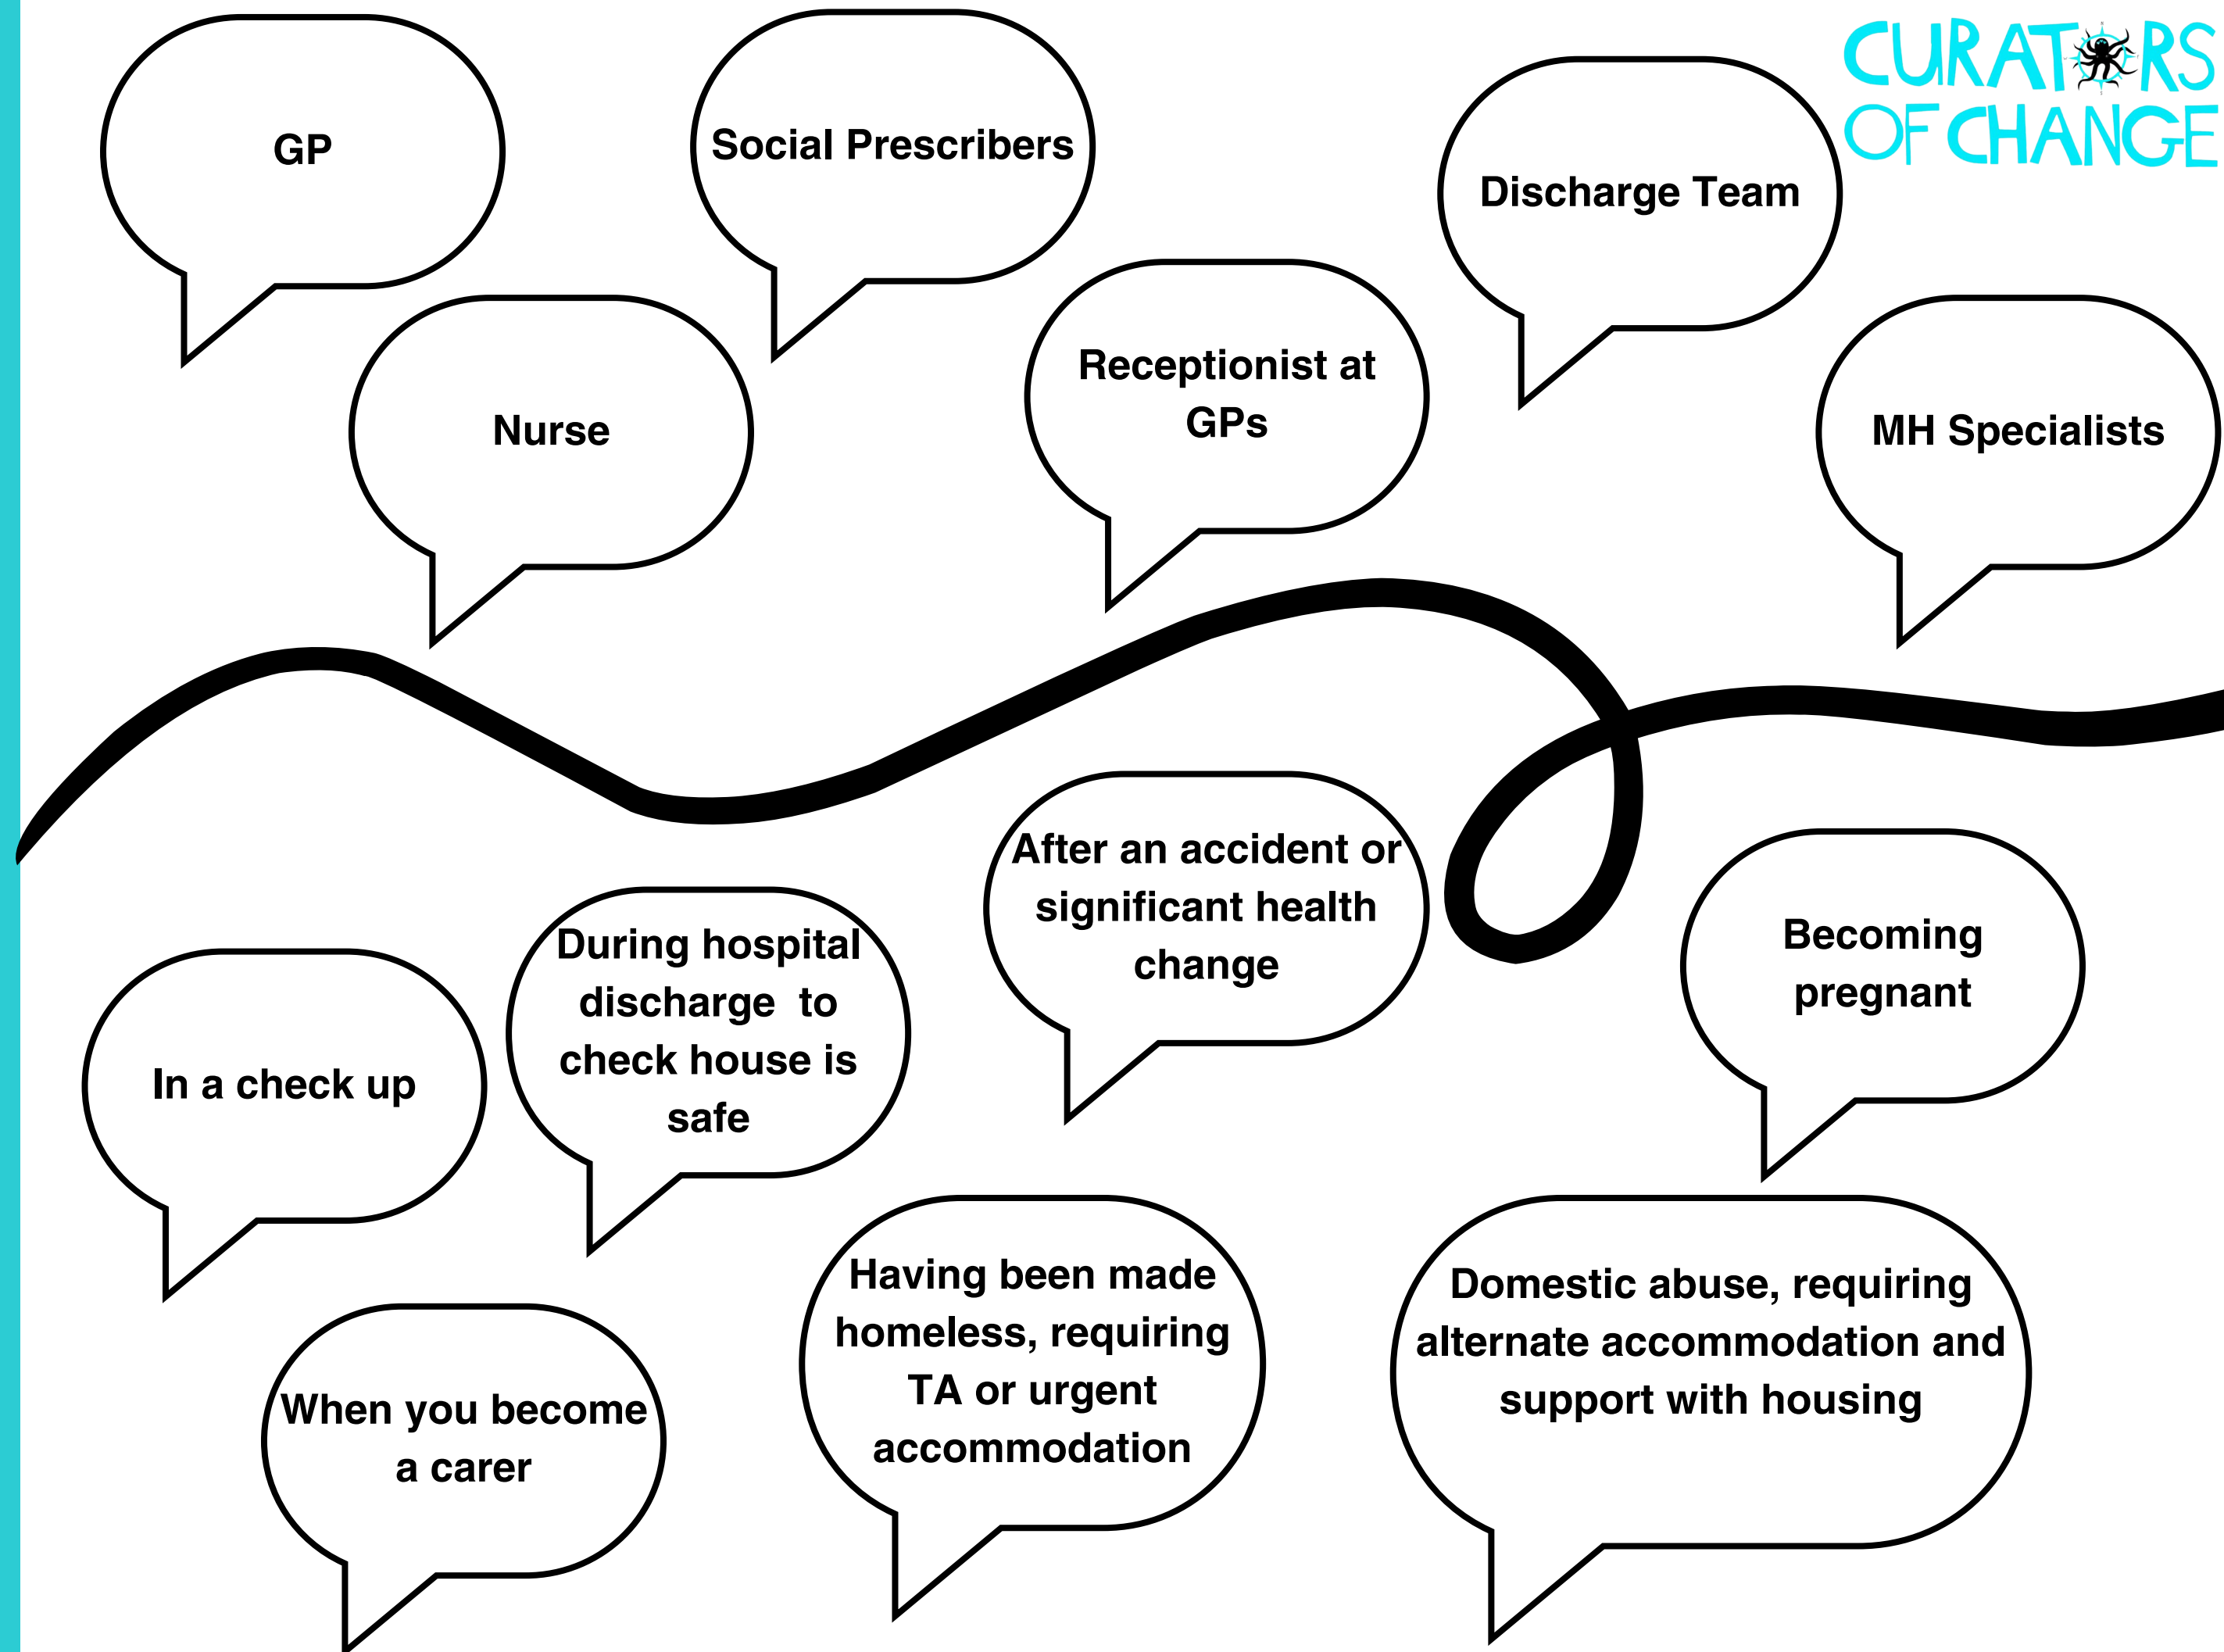 CURATORS
OF CHANGE
GP
Social Prescribers
Discharge Team
Nurse
Receptionist at
GPs
MH Specialists
After an accident or
significant health
change
During hospital
discharge  to
check house is
safe
Becoming
pregnant
In a check up
Having been made
homeless, requiring
TA or urgent
accommodation
Domestic abuse, requiring
alternate accommodation and
support with housing
When you become
a carer